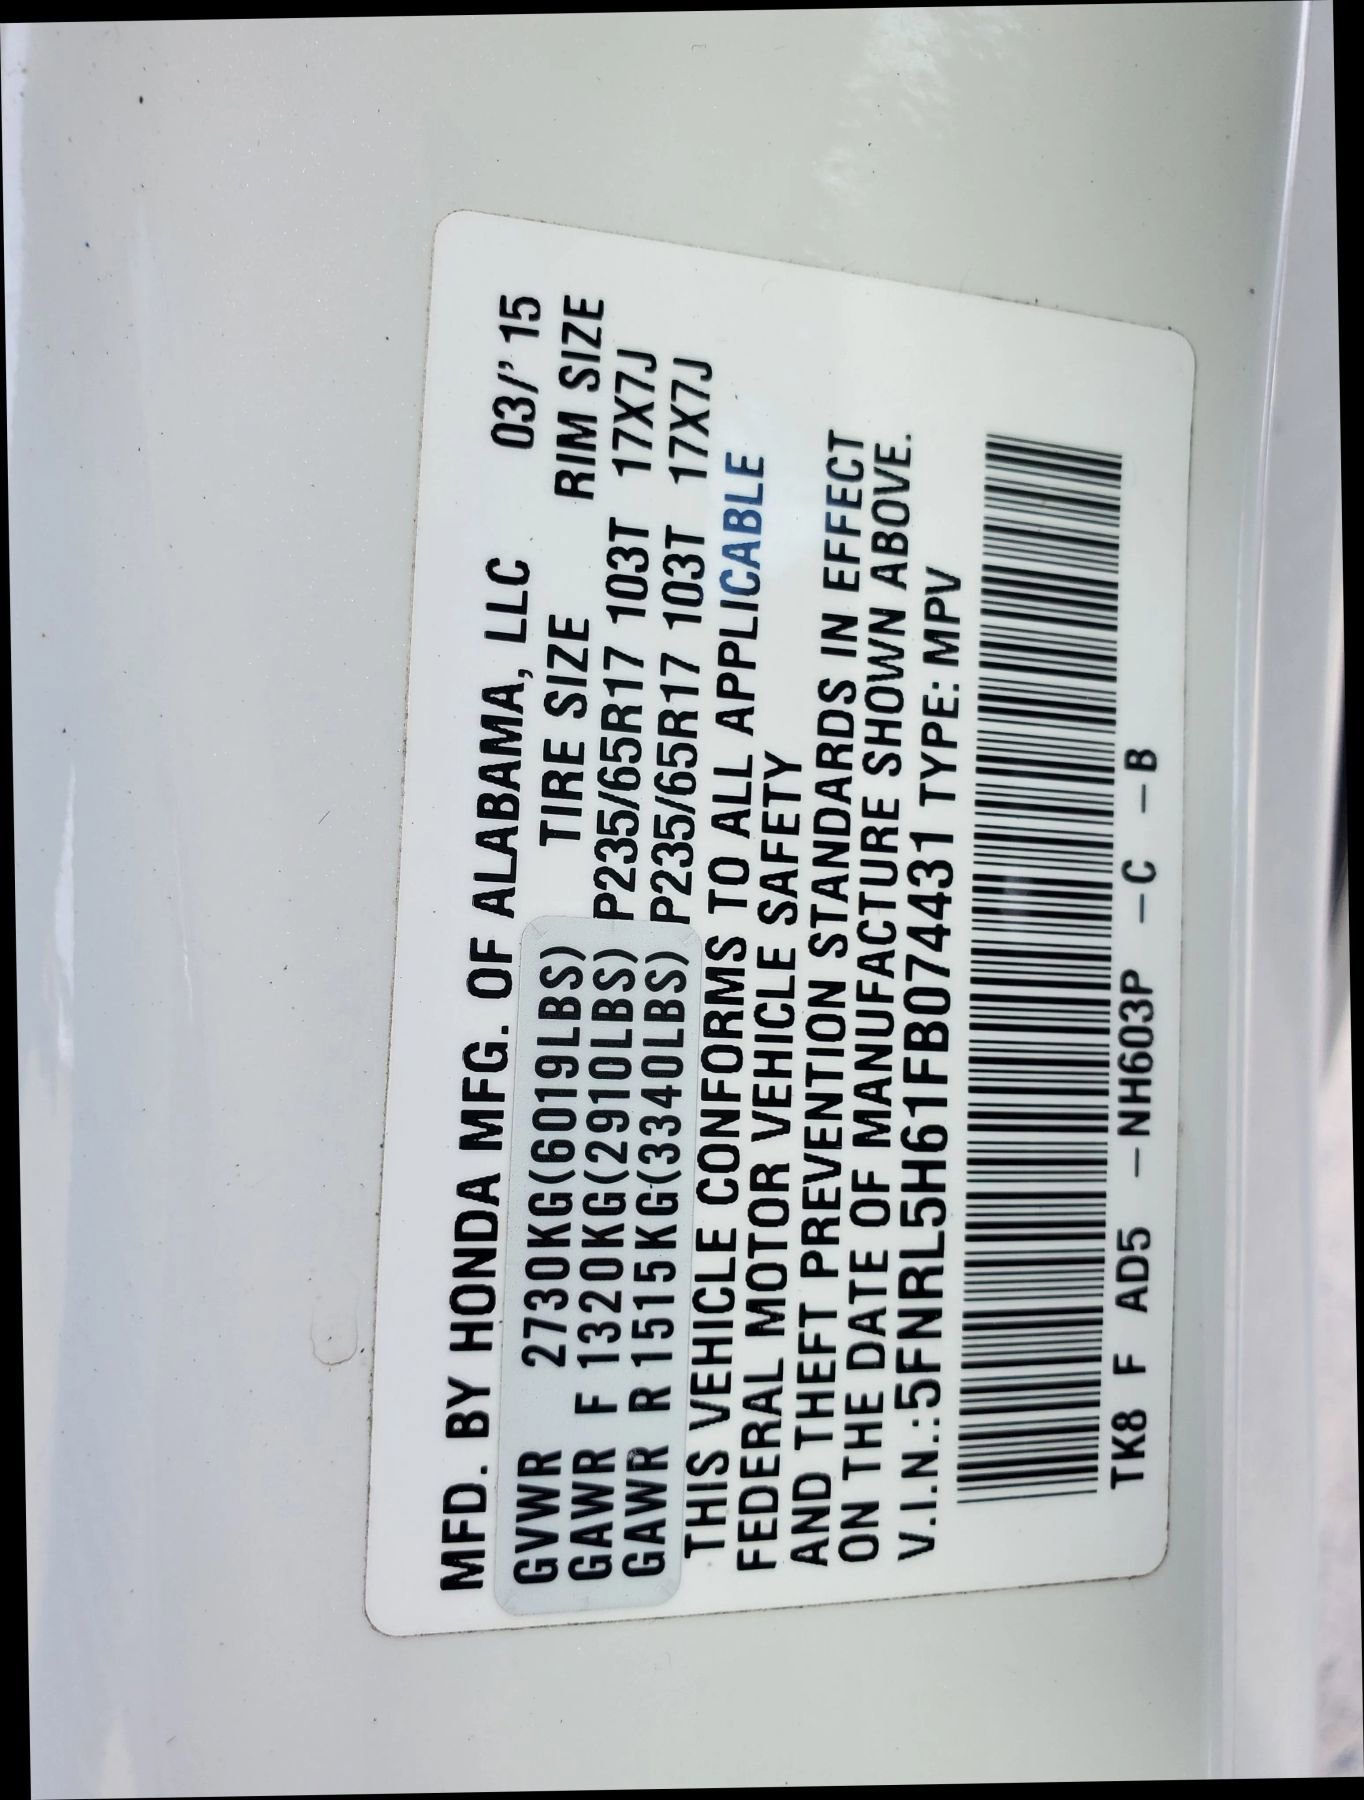 MFD. BY HONDA MFG. OF ALABAMA, LLC 03/' 15
GVWR 2730KG(6019LBS) TIRE SIZE RIM SIZE
GAWR F 1320KG(2910LBS) P235/65R17 103T 17X7J
GAWR R 1515KG(3340LBS) P235/65R17 103T 17X7J
THIS VEHICLE CONFORMS TO ALL APPLICABLE
FEDERAL MOTOR VEHICLE SAFETY
AND THEFT PREVENTION STANDARDS IN EFFECT
ON THE DATE OF MANUFACTURE SHOWN ABOVE.
V.I.N.:5FNRL5H61FB074431 TYPE: MPV
TK8 F AD5 –NH603P –C –B